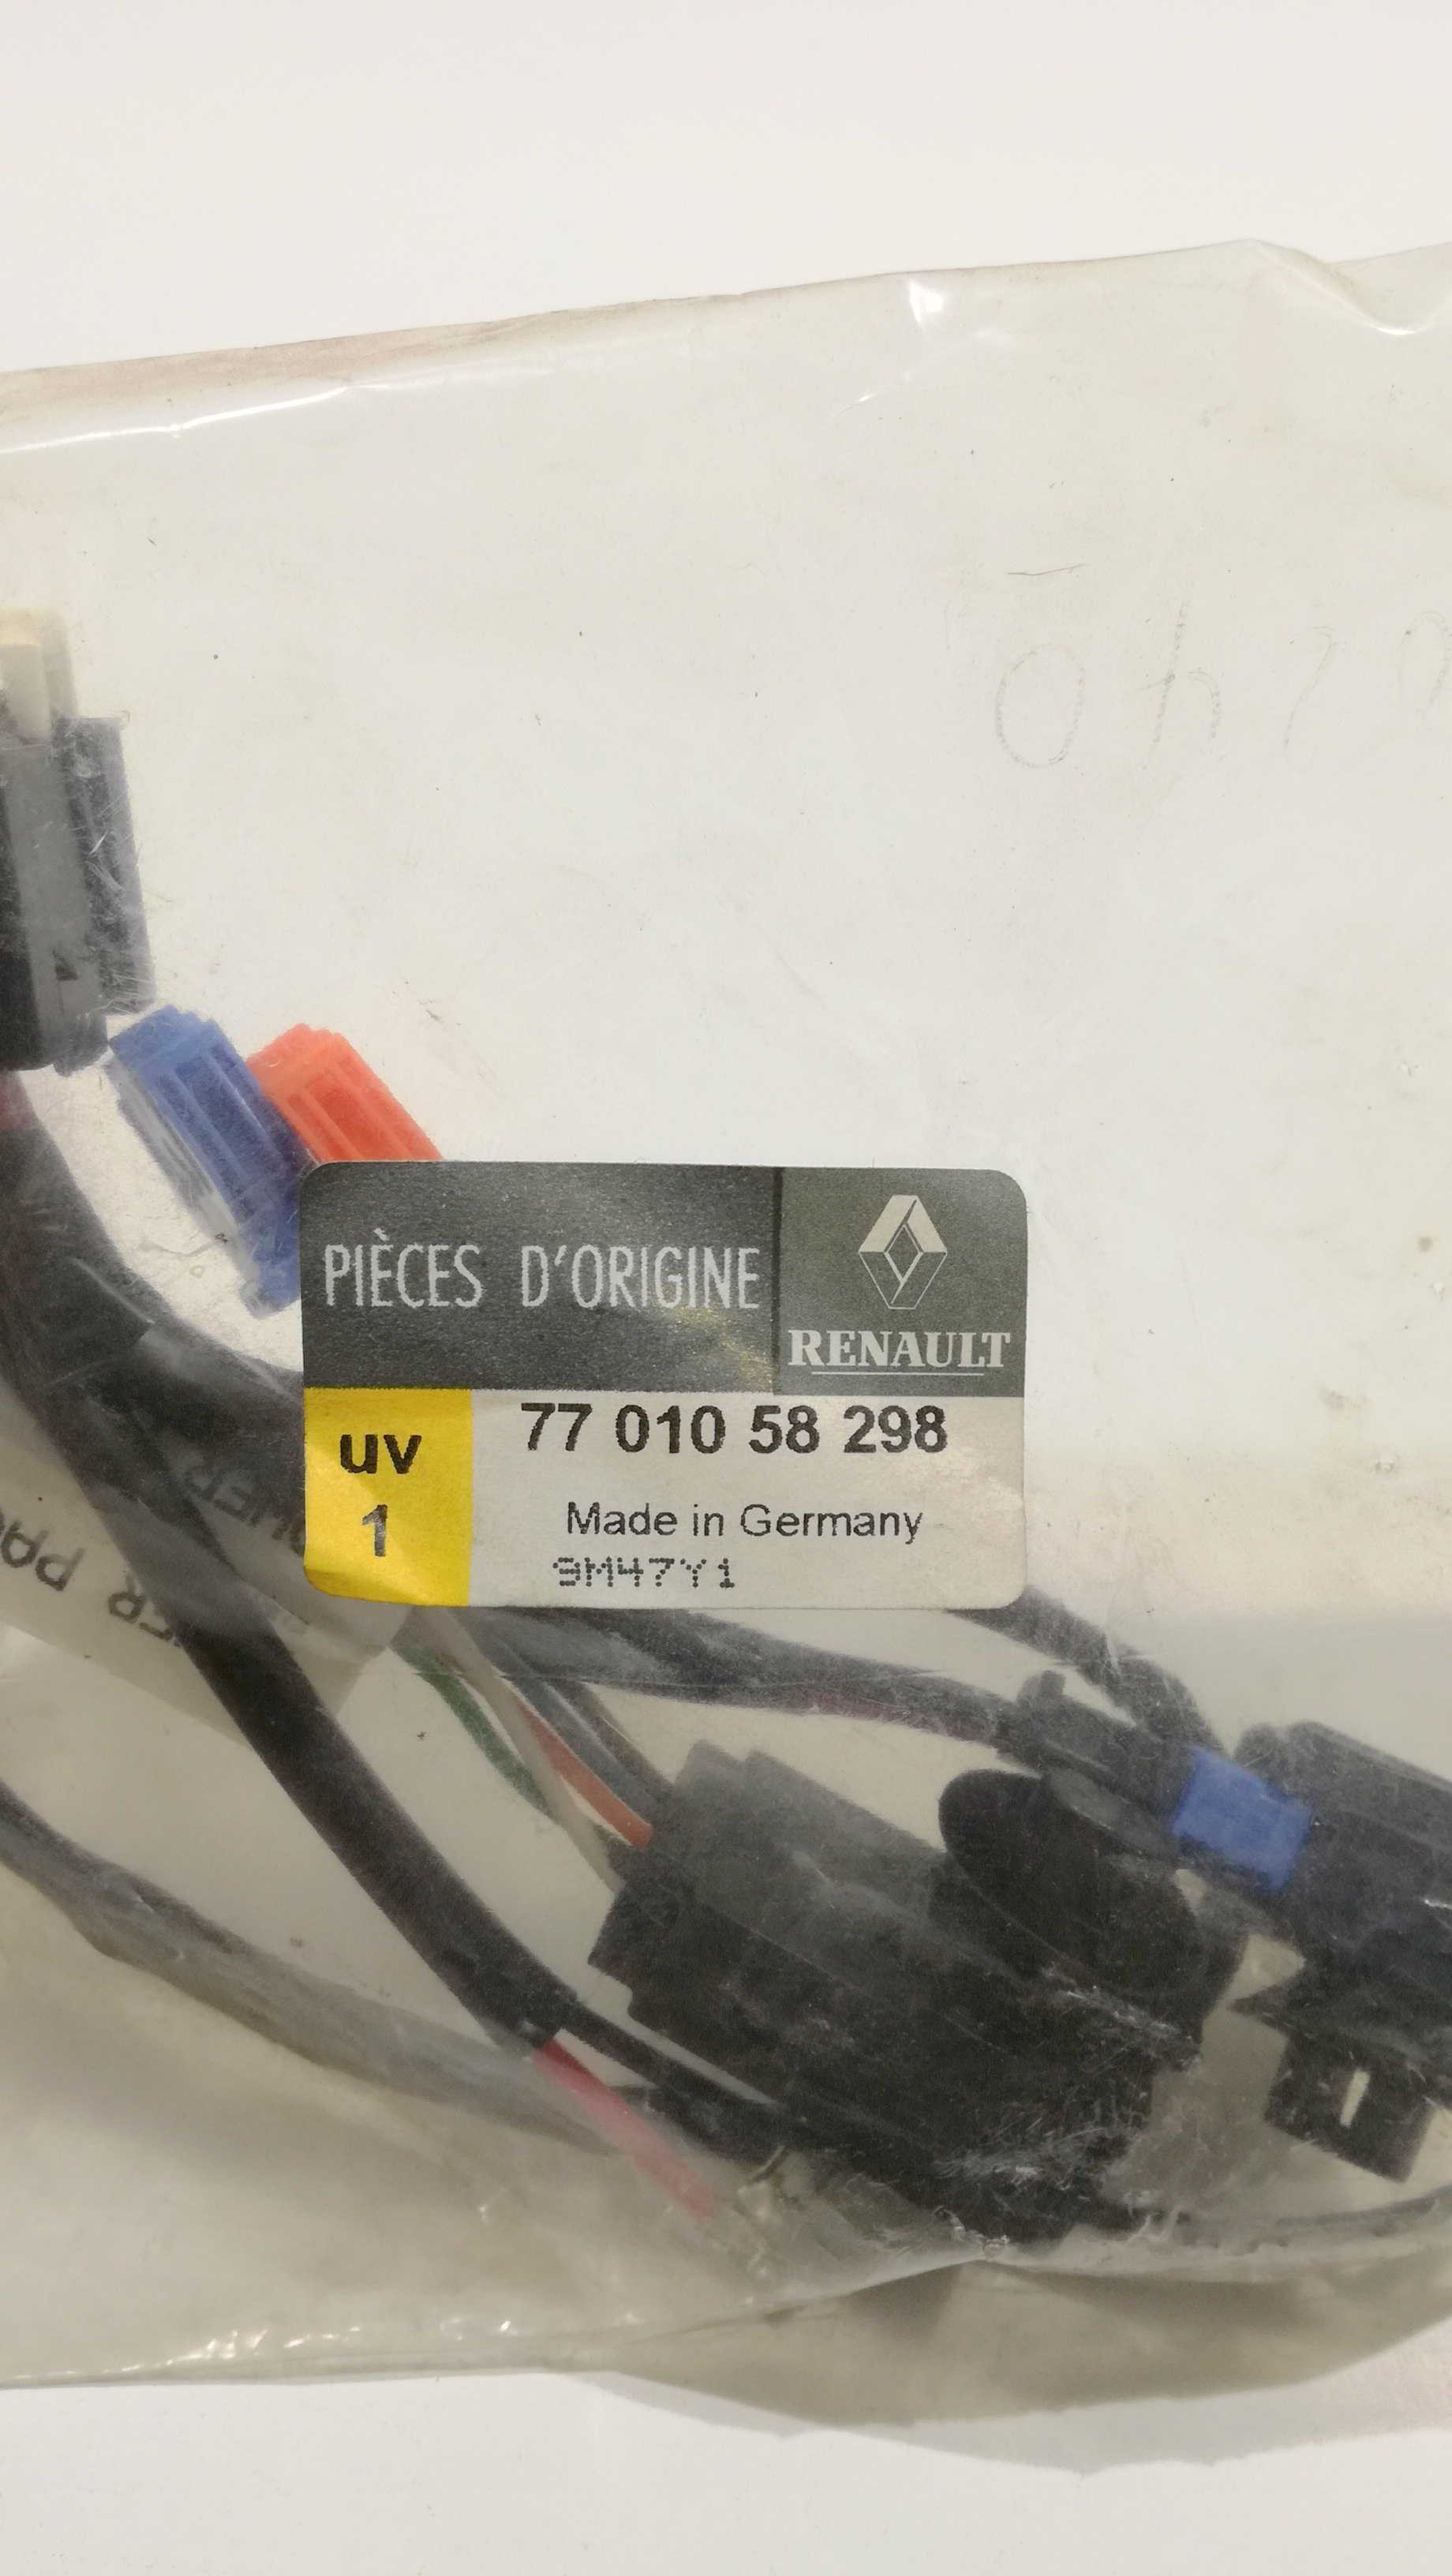 PIÈCES D'ORIGINE
RENAULT
uv
1
77 010 58 298
Made in Germany
9M47Y1